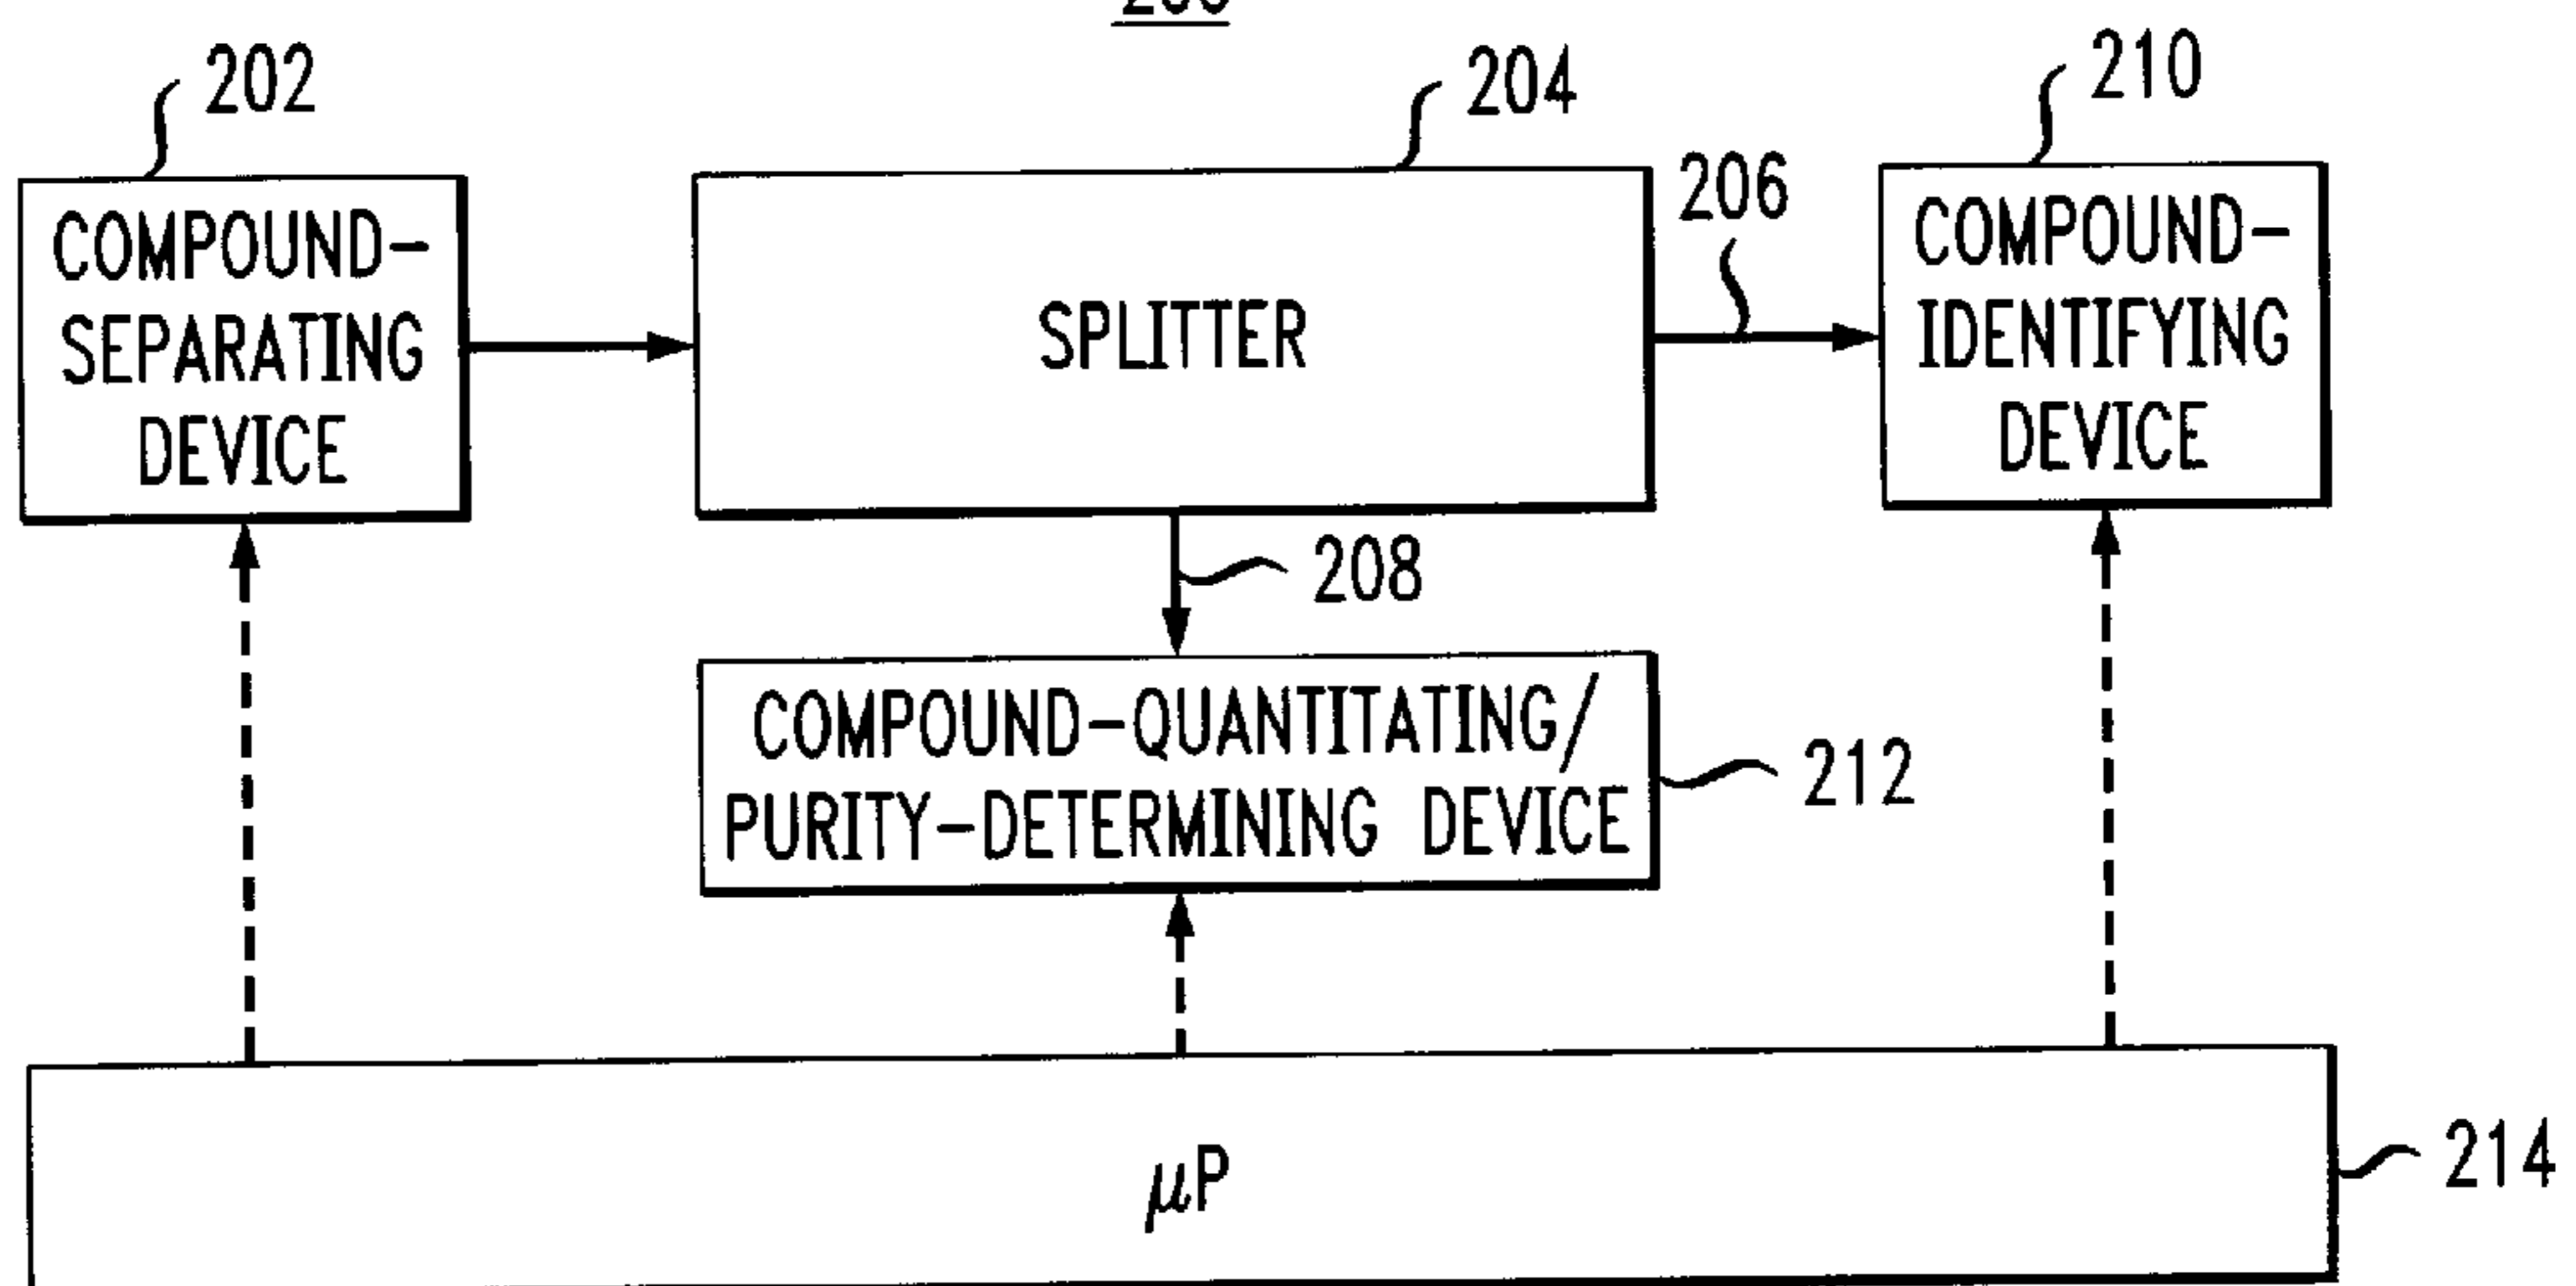 202
204
210
206
COMPOUND-
SEPARATING
DEVICE
SPLITTER
COMPOUND-
IDENTIFYING
DEVICE
208
COMPOUND-QUANTITATING/
PURITY-DETERMINING DEVICE
212
μP
214